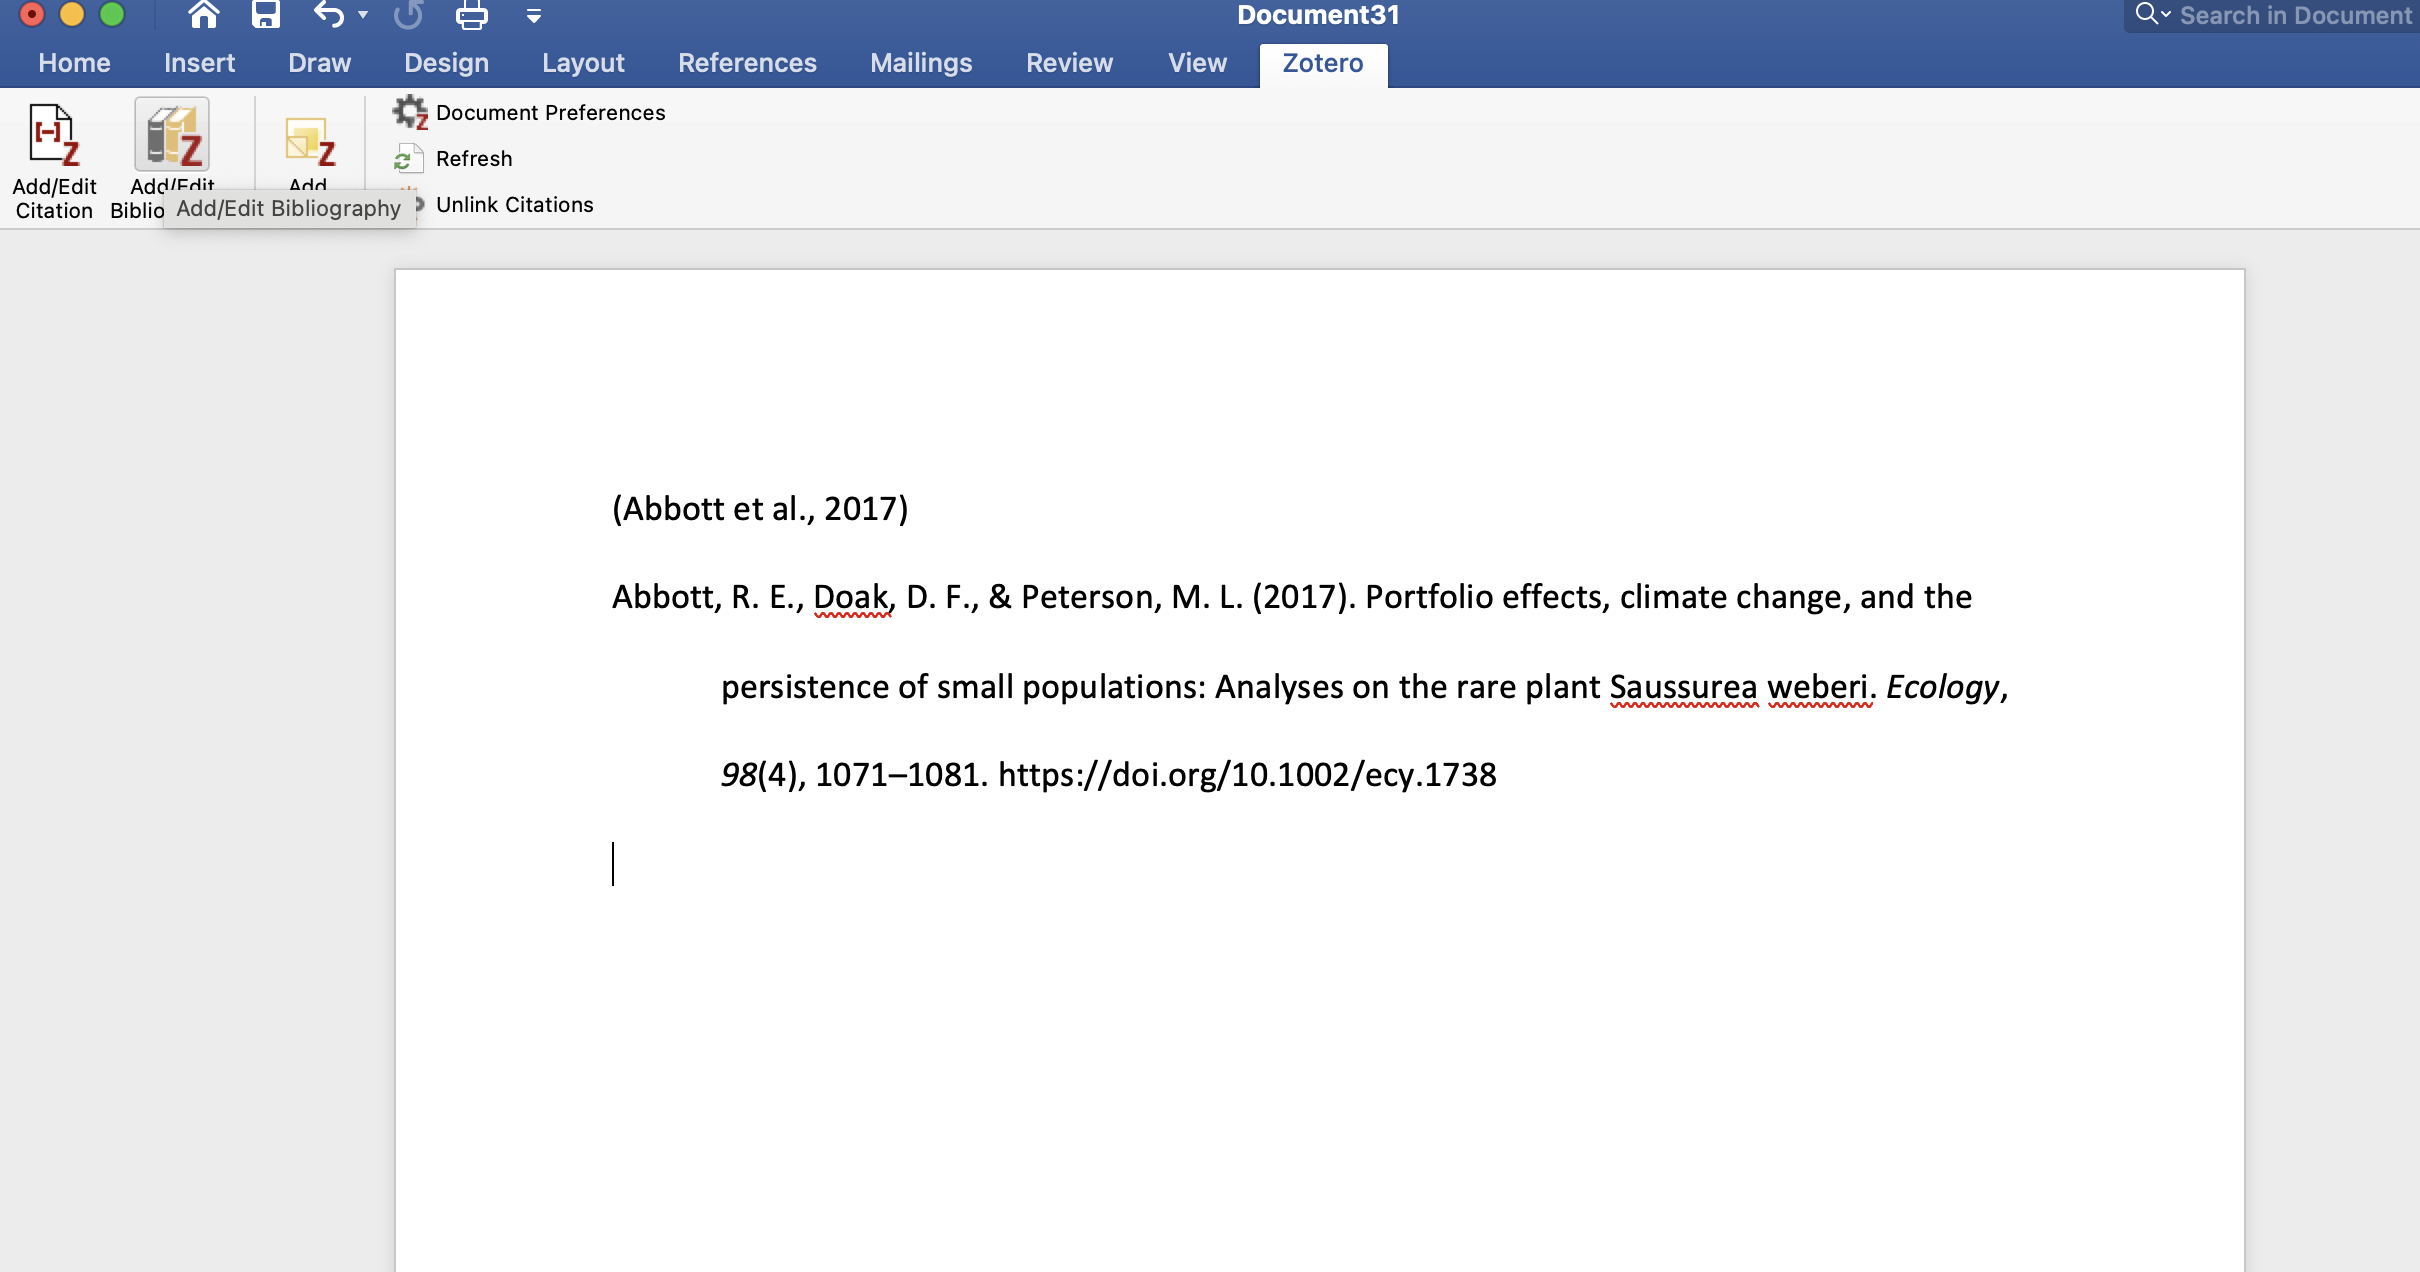 Document31
Search in Document
Home Insert Draw Design Layout References Mailings Review View Zotero
Add/Edit Citation
Add/Edit Biblio
Add
Add/Edit Bibliography
Document Preferences
Refresh
Unlink Citations
(Abbott et al., 2017)
Abbott, R. E., Doak, D. F., & Peterson, M. L. (2017). Portfolio effects, climate change, and the
persistence of small populations: Analyses on the rare plant Saussurea weberi. Ecology,
98(4), 1071–1081. https://doi.org/10.1002/ecy.1738